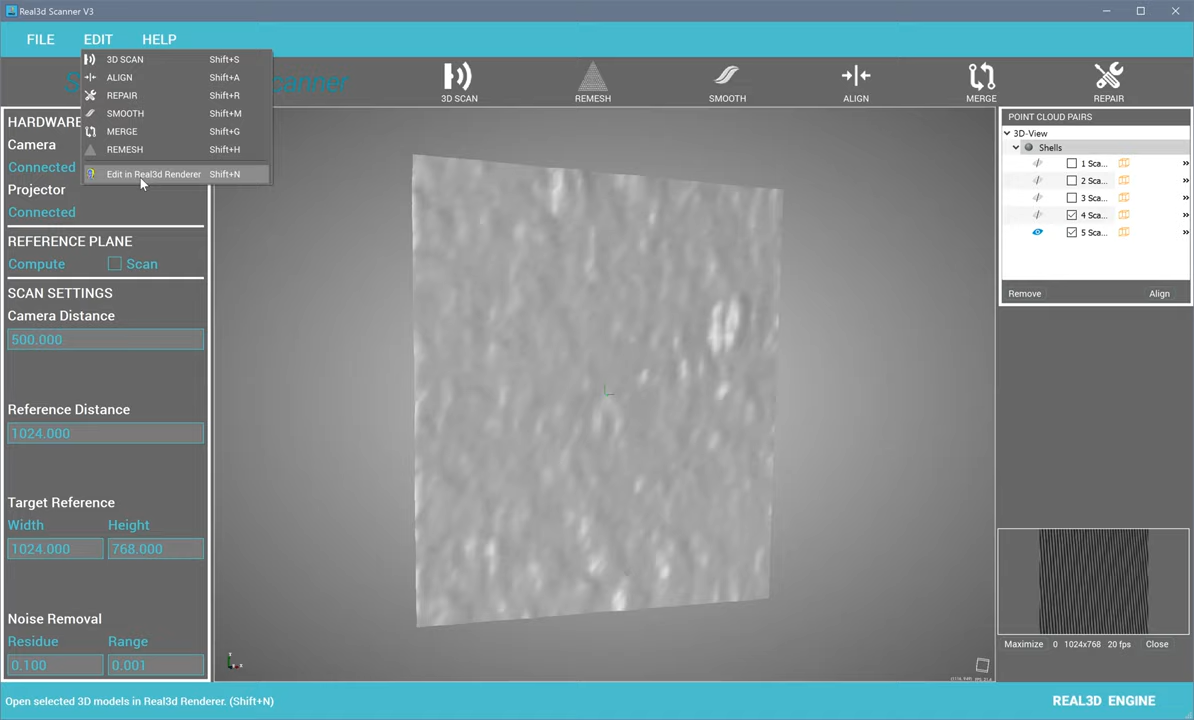 Real3d Scanner V3
FILE EDIT HELP
3D SCAN Shift+S
ALIGN Shift+A
REPAIR Shift+R
SMOOTH Shift+M
MERGE Shift+G
REMESH Shift+H
Edit in Real3d Renderer Shift+N
3D SCAN
REMESH
SMOOTH
ALIGN
MERGE
REPAIR
HARDWARE
Camera
Connected
Projector
Connected
REFERENCE PLANE
Compute Scan
SCAN SETTINGS
Camera Distance
500.000
Reference Distance
1024.000
Target Reference
Width Height
1024.000 768.000
Noise Removal
Residue Range
0.100 0.001
POINT CLOUD PAIRS
3D-View
Shells
1 Sca...
2 Sca...
3 Sca...
4 Sca...
5 Sca...
Remove Align
Maximize 0 1024x768 20 fps Close
Open selected 3D models in Real3d Renderer. (Shift+N)
REAL3D ENGINE